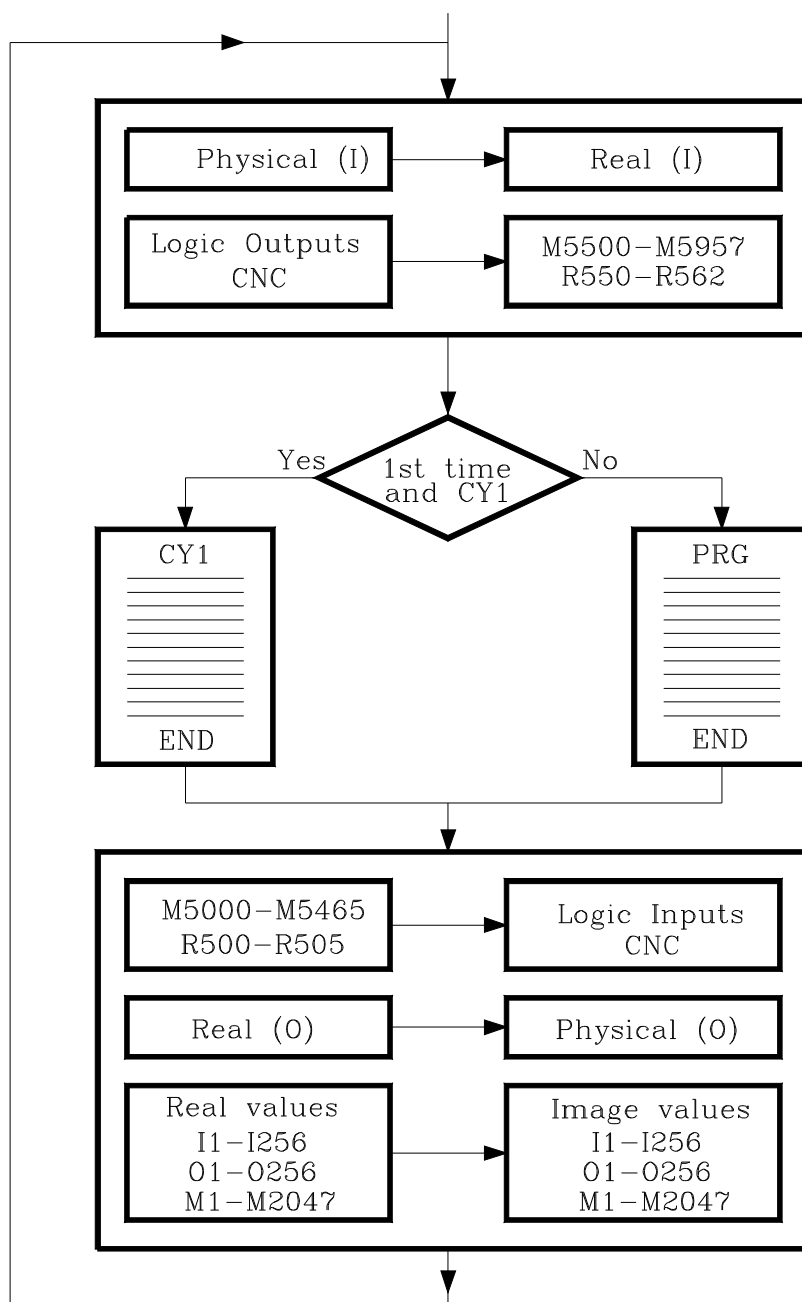 Physical (I)
Real (I)
Logic Outputs
CNC
M5500-M5957
R550-R562
Yes
1st time
and CY1
No
CY1
END
PRG
END
M5000-M5465
R500-R505
Logic Inputs
CNC
Real (O)
Physical (O)
Real values
I1-I256
O1-O256
M1-M2047
Image values
I1-I256
O1-O256
M1-M2047